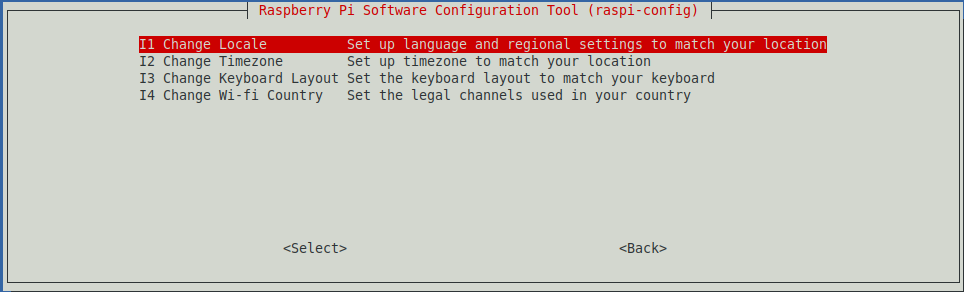 Raspberry Pi Software Configuration Tool (raspi-config)
I1 Change Locale Set up language and regional settings to match your location
I2 Change Timezone Set up timezone to match your location
I3 Change Keyboard Layout Set the keyboard layout to match your keyboard
I4 Change Wi-fi Country Set the legal channels used in your country
<Select> <Back>